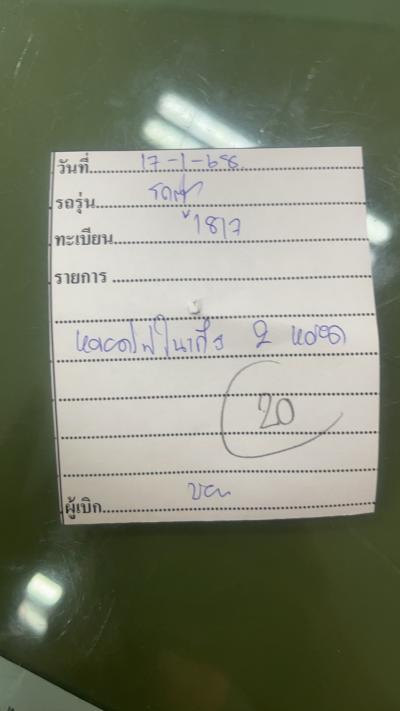 วันที่ 17-1-68
รถรุ่น รถตู้
ทะเบียน 1817
รายการ
หลอดไฟในเก๋ง 2 หลอด
20
ผู้เบิก